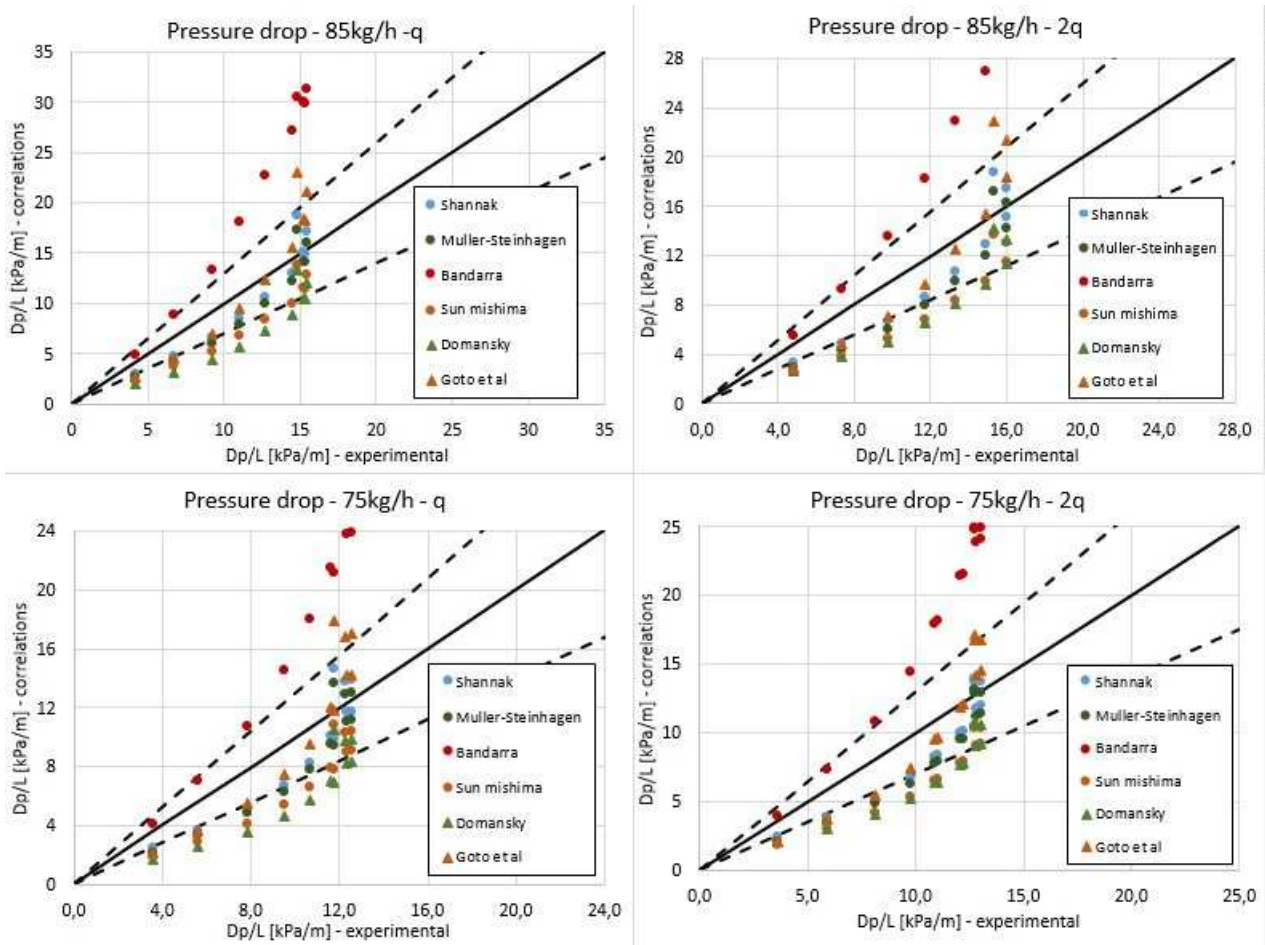 Pressure drop - 85kg/h -q
Dp/L [kPa/m] - correlations
35
30
25
20
15
10
5
0
0 5 10 15 20 25 30 35
Dp/L [kPa/m] - experimental
Shannak
Muller-Steinhagen
Bandarra
Sun mishima
Domansky
Goto et al
Pressure drop - 85kg/h - 2q
Dp/L [kPa/m] - correlations
28
24
20
16
12
8
4
0
0,0 4,0 8,0 12,0 16,0 20,0 24,0 28,0
Dp/L [kPa/m] - experimental
Shannak
Muller-Steinhagen
Bandarra
Sun mishima
Domansky
Goto et al
Pressure drop - 75kg/h - q
Dp/L [kPa/m] - correlations
24
20
16
12
8
4
0
0,0 4,0 8,0 12,0 16,0 20,0 24,0
Dp/L [kPa/m] - experimental
Shannak
Muller-Steinhagen
Bandarra
Sun mishima
Domansky
Goto et al
Pressure drop - 75kg/h - 2q
Dp/L [kPa/m] - correlations
25
20
15
10
5
0
0,0 5,0 10,0 15,0 20,0 25,0
Dp/L [kPa/m] - experimental
Shannak
Muller-Steinhagen
Bandarra
Sun mishima
Domansky
Goto et al